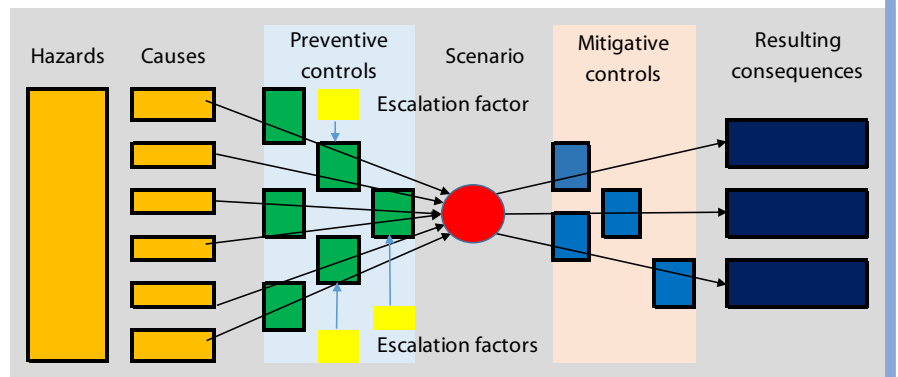 Hazards
Causes
Preventive
controls
Scenario
Mitigative
controls
Resulting
consequences
Escalation factor
Escalation factors